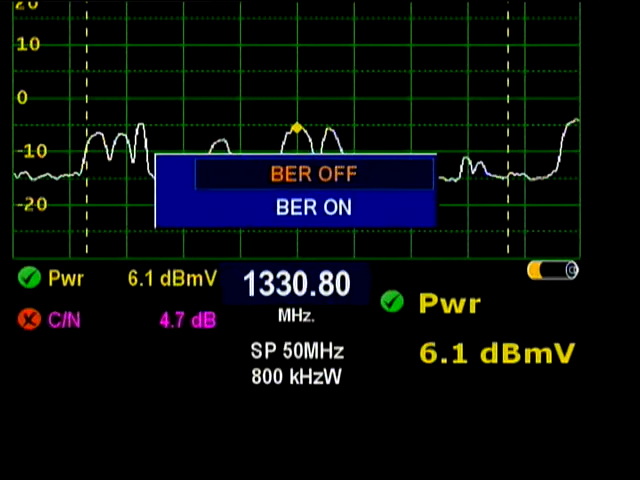 20
10
0
-10
-20
BER OFF
BER ON
Pwr 6.1 dBmV
C/N 4.7 dB
1330.80
MHz.
SP 50MHz
800 kHzW
Pwr
6.1 dBmV